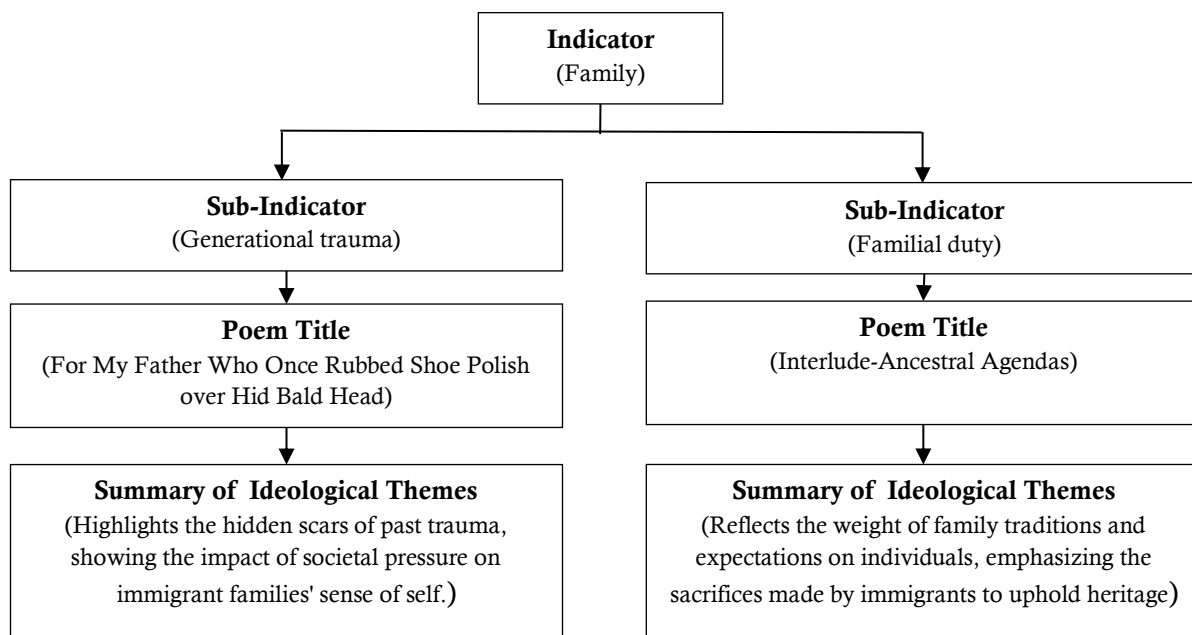 Indicator
(Family)
Sub-Indicator
(Generational trauma)
Poem Title
(For My Father Who Once Rubbed Shoe Polish
over Hid Bald Head)
Summary of Ideological Themes
(Highlights the hidden scars of past trauma,
showing the impact of societal pressure on
immigrant families' sense of self.)
Sub-Indicator
(Familial duty)
Poem Title
(Interlude-Ancestral Agendas)
Summary of Ideological Themes
(Reflects the weight of family traditions and
expectations on individuals, emphasizing the
sacrifices made by immigrants to uphold heritage)